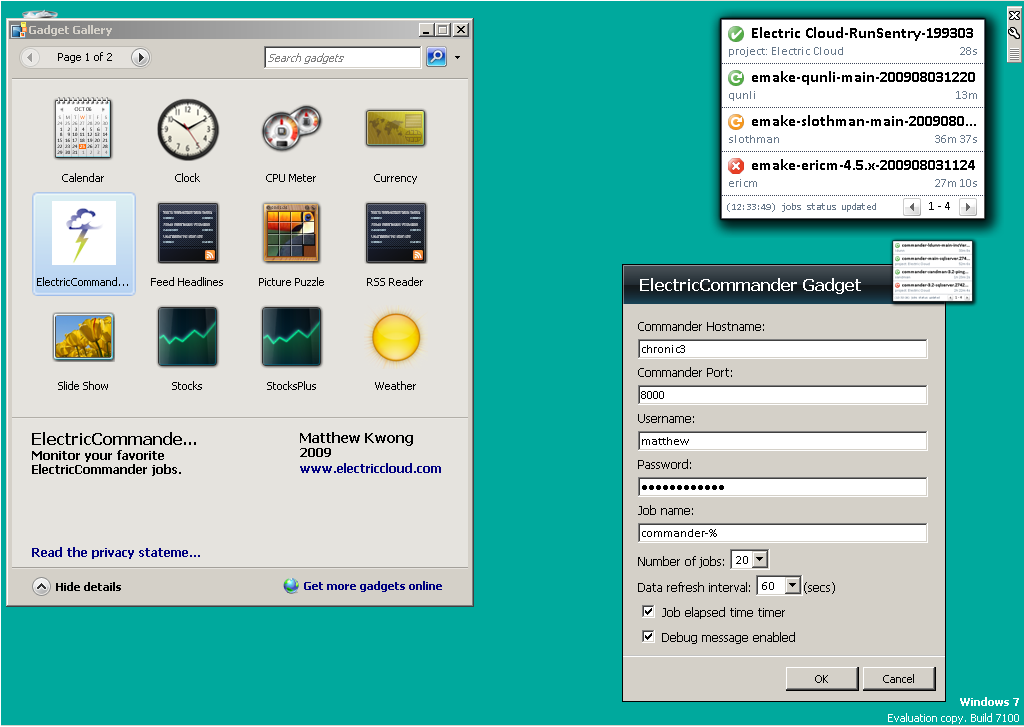 Gadget Gallery
Page 1 of 2
Search gadgets
OCT 06
Calendar
Clock
CPU Meter
Currency
ElectricCommand...
Feed Headlines
Picture Puzzle
RSS Reader
Slide Show
Stocks
StocksPlus
Weather
ElectricCommande...
Monitor your favorite
ElectricCommander jobs.
Matthew Kwong
2009
www.electriccloud.com
Read the privacy stateme...
Hide details
Get more gadgets online
Electric Cloud-RunSentry-199303
project: Electric Cloud 28s
emake-qunli-main-200908031220
qunli 13m
emake-slothman-main-2009080...
slothman 36m 37s
emake-ericm-4.5.x-200908031124
ericm 27m 10s
(12:33:49) jobs status updated 1 - 4
ElectricCommander Gadget
Commander Hostname:
chronic3
Commander Port:
8000
Username:
matthew
Password:
●●●●●●●●●●●●
Job name:
commander-%
Number of jobs: 20
Data refresh interval: 60 (secs)
Job elapsed time timer
Debug message enabled
OK Cancel
Windows 7
Evaluation copy. Build 7100